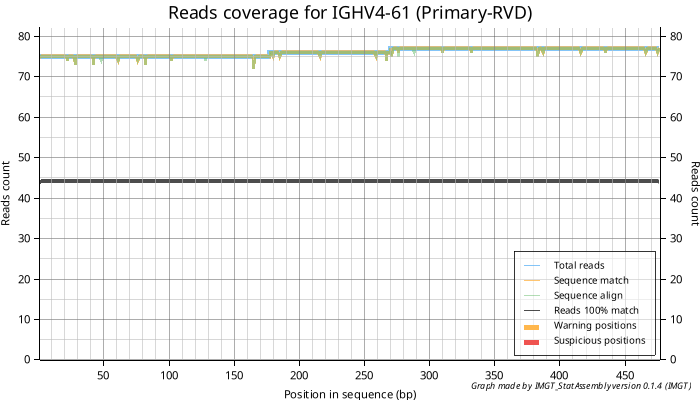 Reads coverage for IGHV4-61 (Primary-RVD)
80
70
60
50
40
30
20
10
0
Reads count
80
70
60
50
40
30
20
10
0
Reads count
Total reads
Sequence match
Sequence align
Reads 100% match
Warning positions
Suspicious positions
50 100 150 200 250 300 350 400 450
Position in sequence (bp)
Graph made by IMGT_StatAssembly version 0.1.4 (IMGT)